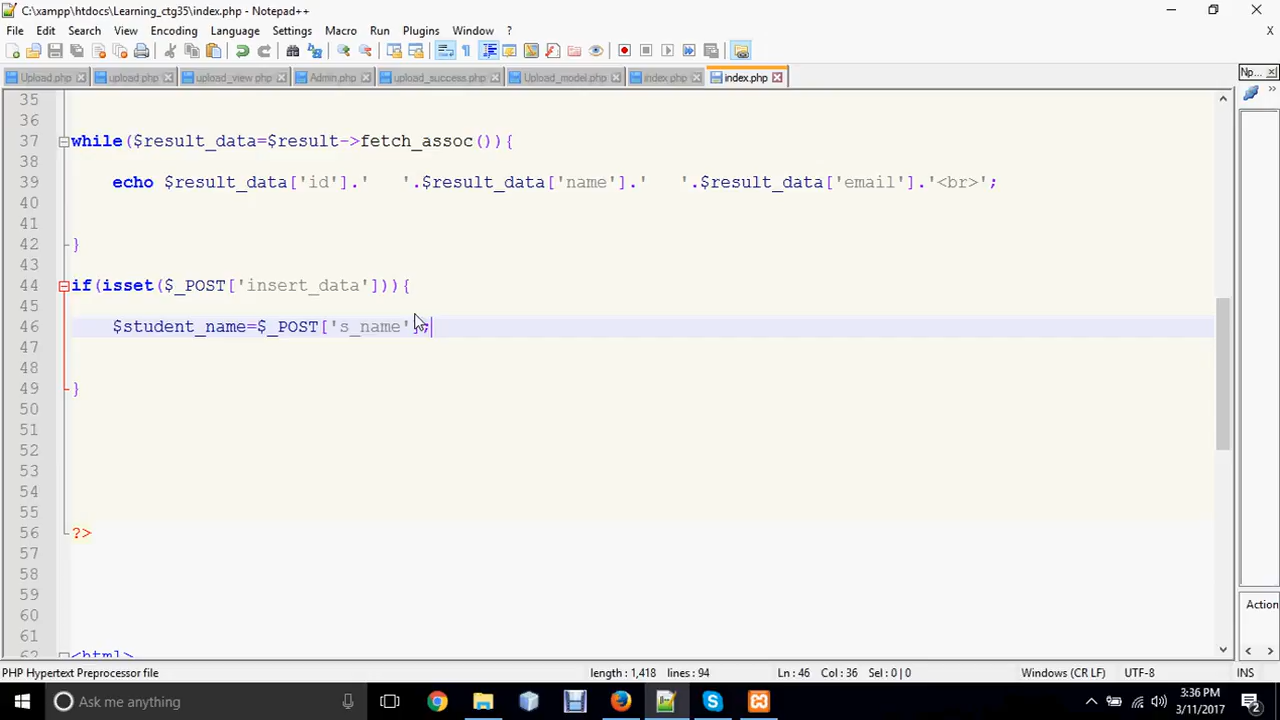 C:\xampp\htdocs\Learning_ctg35\index.php - Notepad++
File Edit Search View Encoding Language Settings Macro Run Plugins Window ? X
Upload.php upload.php upload_view.php Admin.php upload_success.php Upload_model.php index.php index.php Np...
35
36
37 while($result_data=$result->fetch_assoc()){
38
39 echo $result_data['id'].'   '.$result_data['name'].'   '.$result_data['email'].'<br>';
40
41
42 }
43
44 if(isset($_POST['insert_data'])){
45
46 $student_name=$_POST['s_name'];
47
48
49 }
50
51
52
53
54
55
56 ?>
57
58
59
60
61
62 <html>
Action
PHP Hypertext Preprocessor file length : 1,418 lines : 94 Ln : 46 Col : 36 Sel : 0 | 0 Windows (CR LF) UTF-8 INS
Ask me anything
3:36 PM
3/11/2017
2